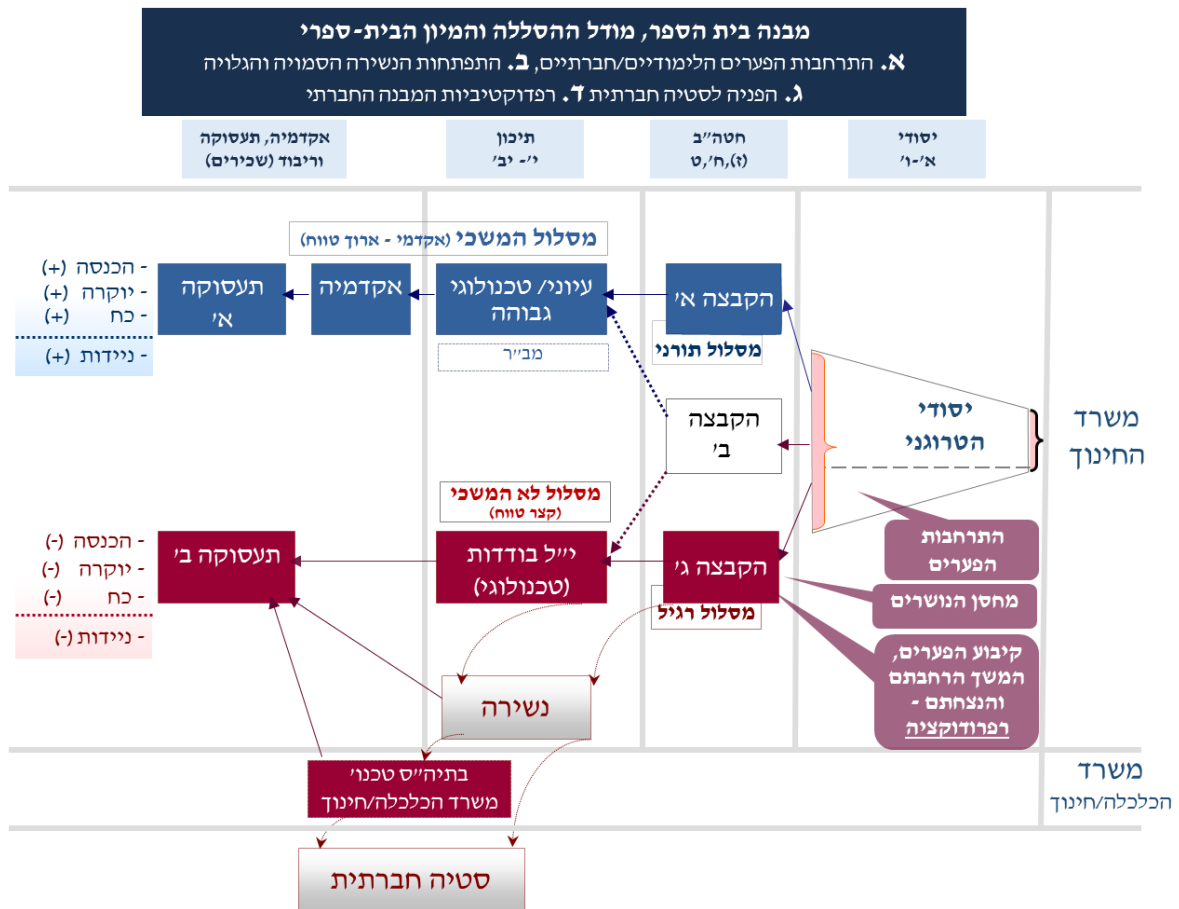 מבנה בית הספר, מודל ההסללה והמיון הבית-ספרי
א. התרחבות הפערים הלימודיים/חברתיים, ב. התפתחות הנשירה הסמויה והגלויה
ג. הפניה לסטיה חברתית ד. רפדוקטיביות המבנה החברתי
יסודי
א'-ו'
חטה"ב
(ז),ח',ט
תיכון
י'- יב'
אקדמיה, תעסוקה
וריבוד (שכירים)
מסלול המשכי (אקדמי - ארוך טווח)
הקבצה א'
מסלול תורני
עיוני/ טכנולוגי
גבוהה
מב"ר
אקדמיה
תעסוקה
א'
- הכנסה (+)
- יוקרה (+)
- כח (+)
- ניידות (+)
משרד
החינוך
יסודי
הטרוגני
הקבצה
ב'
מסלול לא המשכי
(קצר טווח)
הקבצה ג'
מסלול רגיל
י"ל בודדות
(טכנולוגי)
תעסוקה ב'
- הכנסה (-)
- יוקרה (-)
- כח (-)
- ניידות (-)
התרחבות
הפערים
מחסן הנושרים
קיבוע הפערים,
המשך הרחבתם
והנצחתם -
רפרודוקציה
נשירה
משרד
הכלכלה/חינוך
בתיה"ס טכנו'
משרד הכלכלה/חינוך
סטיה חברתית